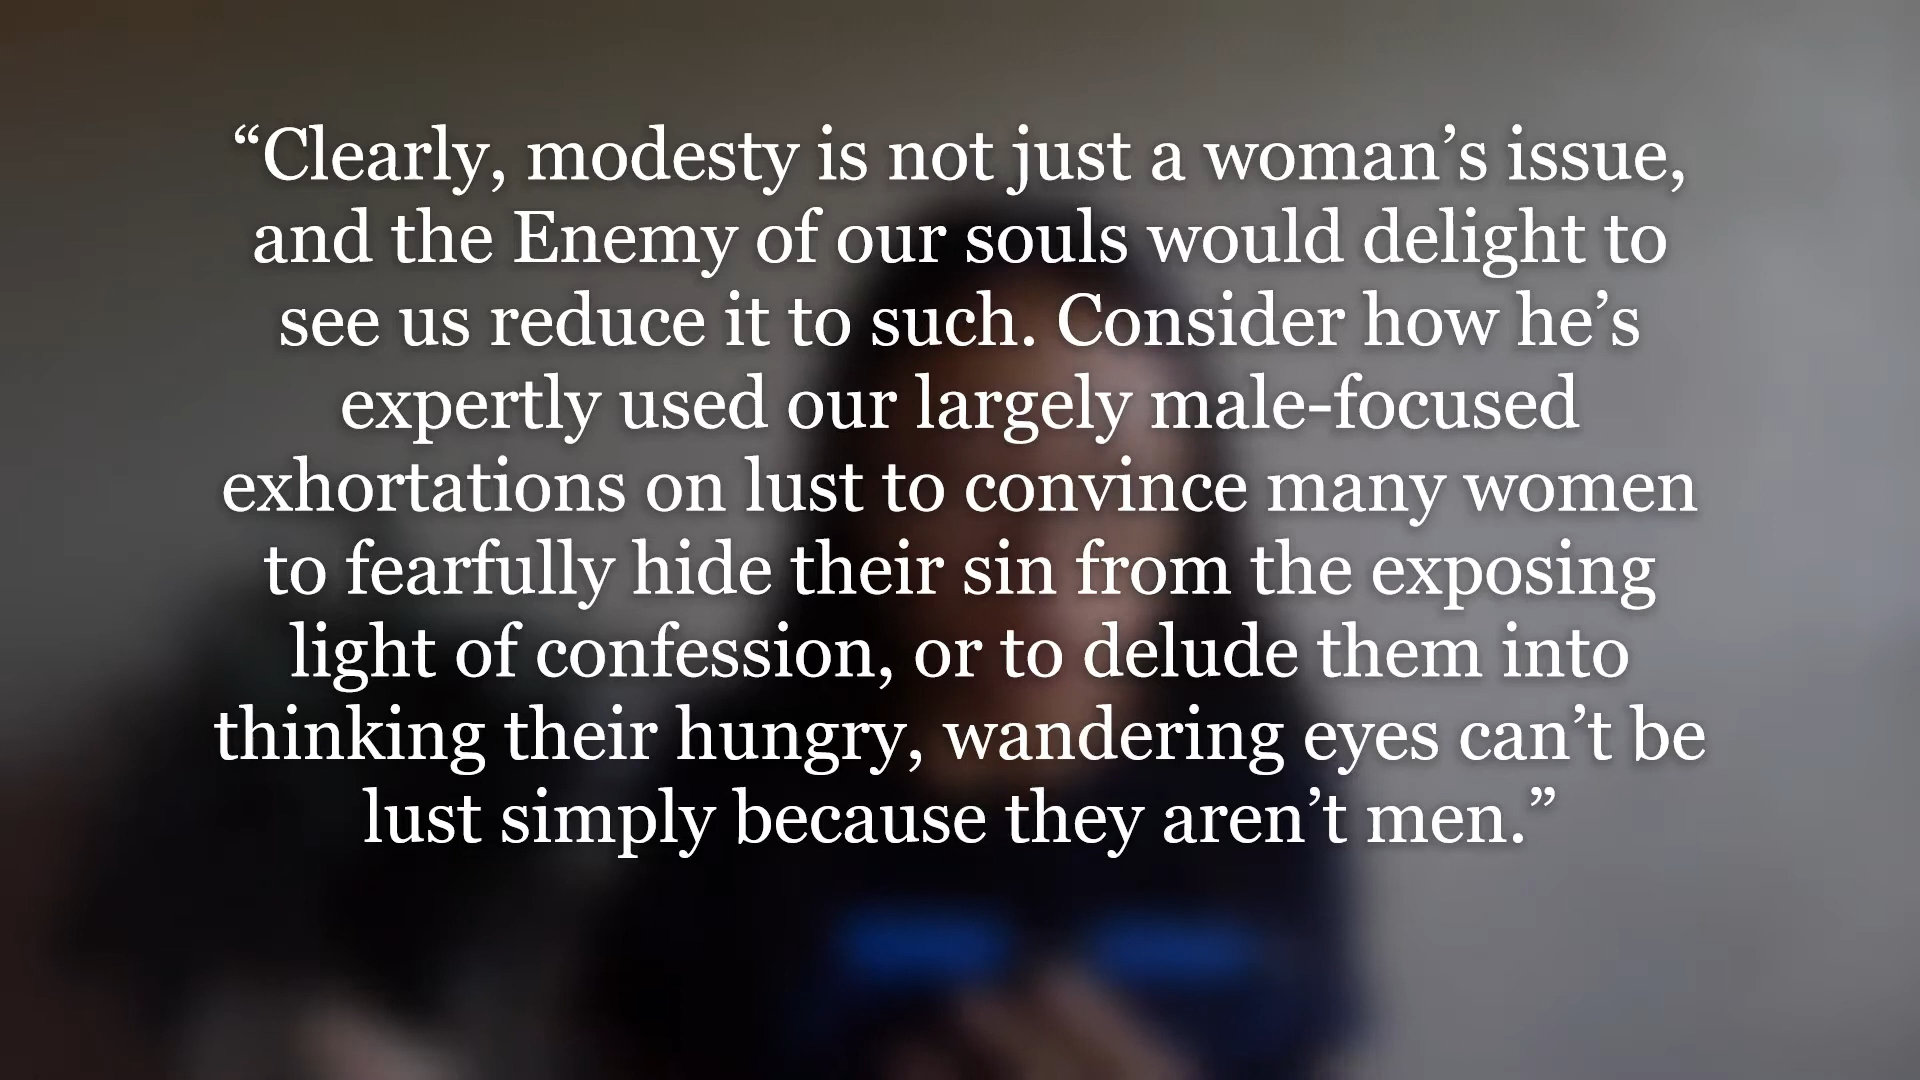 “Clearly, modesty is not just a woman’s issue,
and the Enemy of our souls would delight to
see us reduce it to such. Consider how he’s
expertly used our largely male-focused
exhortations on lust to convince many women
to fearfully hide their sin from the exposing
light of confession, or to delude them into
thinking their hungry, wandering eyes can’t be
lust simply because they aren’t men.”